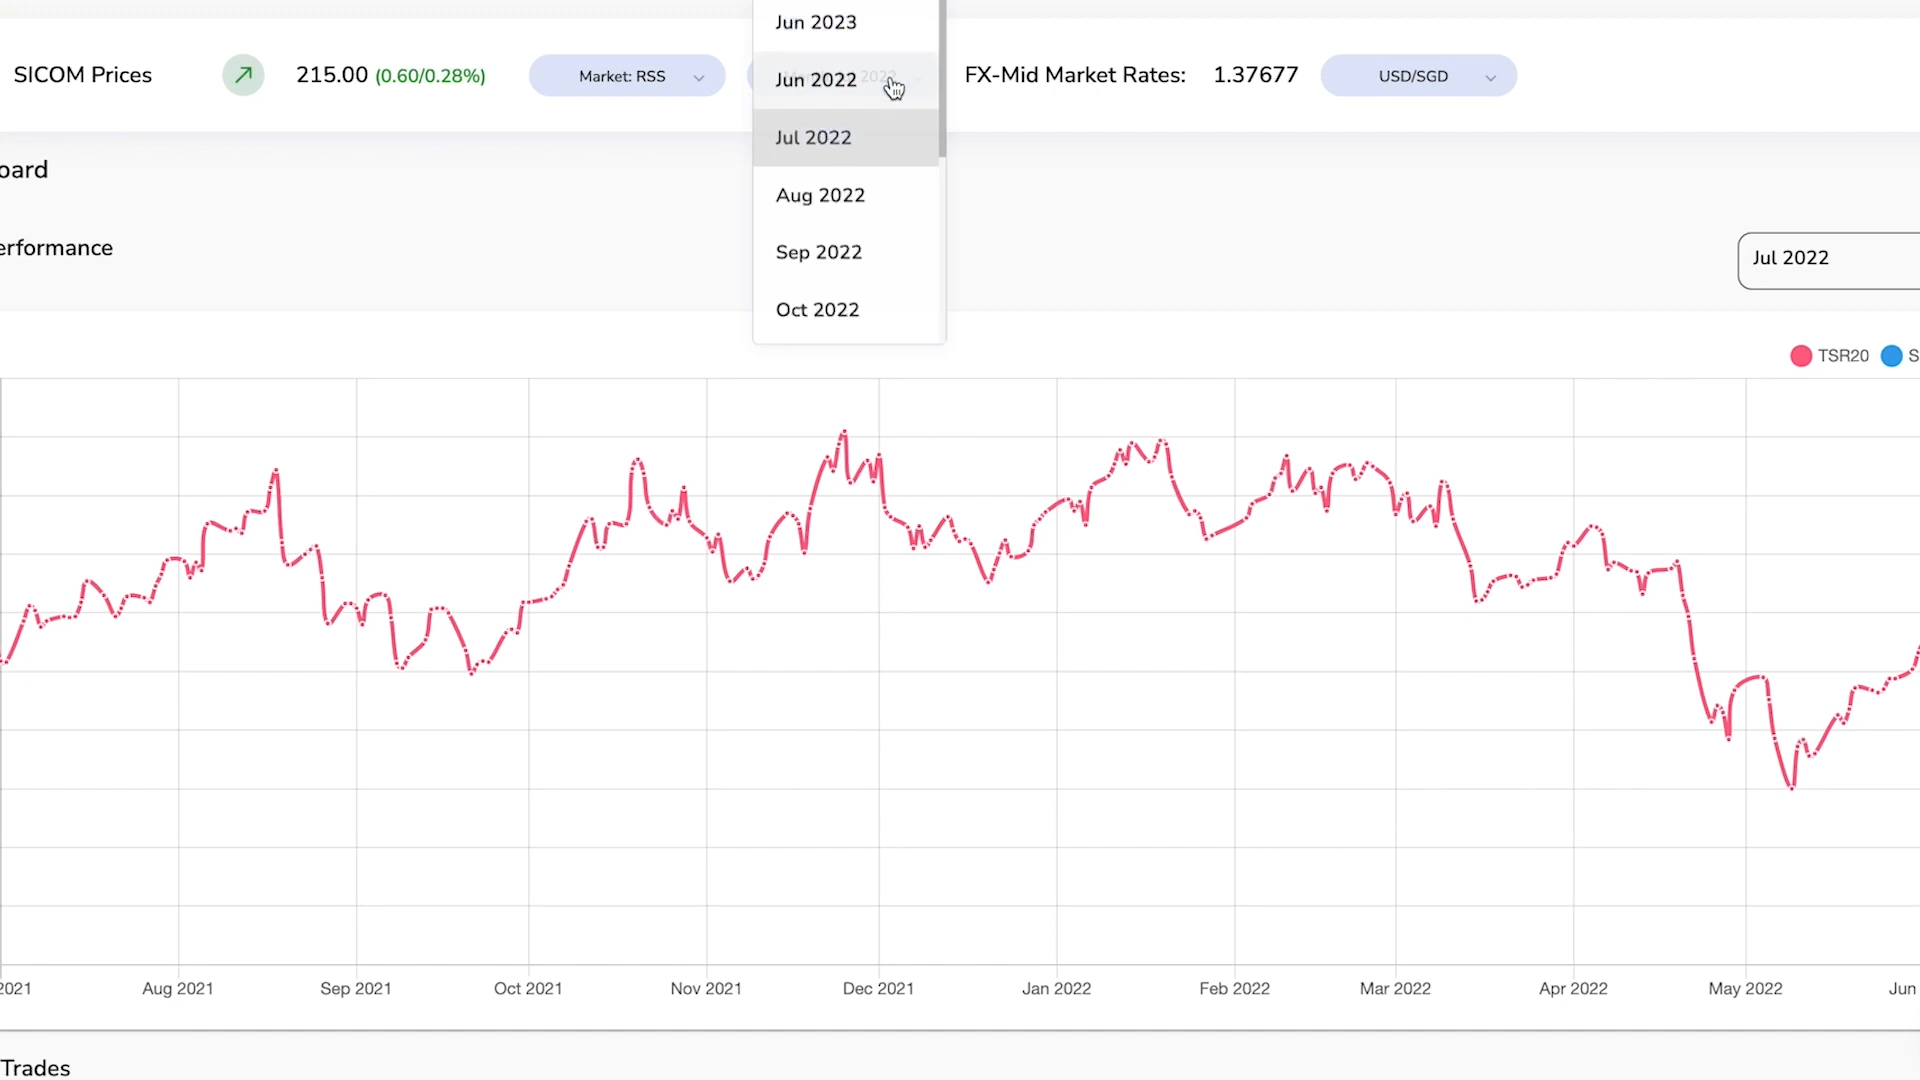 Jun 2023
SICOM Prices
215.00 (0.60/0.28%)
Market: RSS
Jun 2022
FX-Mid Market Rates: 1.37677
USD/SGD
Jul 2022
oard
Aug 2022
erformance
Sep 2022
Jul 2022
Oct 2022
TSR20
S
2021
Aug 2021
Sep 2021
Oct 2021
Nov 2021
Dec 2021
Jan 2022
Feb 2022
Mar 2022
Apr 2022
May 2022
Jun
Trades